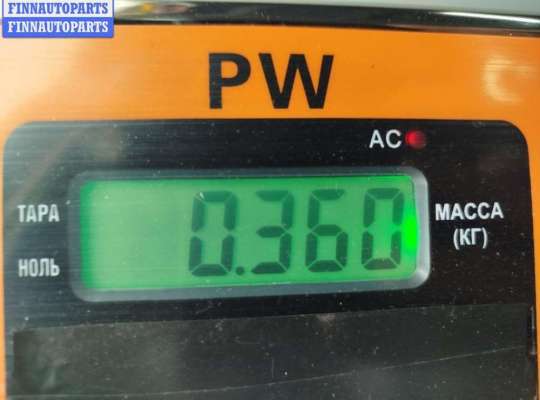 FINNAUTOPARTS
FINNAUTOPARTS
PW
AC
0.360
ТАРА
МАССА
(КГ)
НОЛЬ